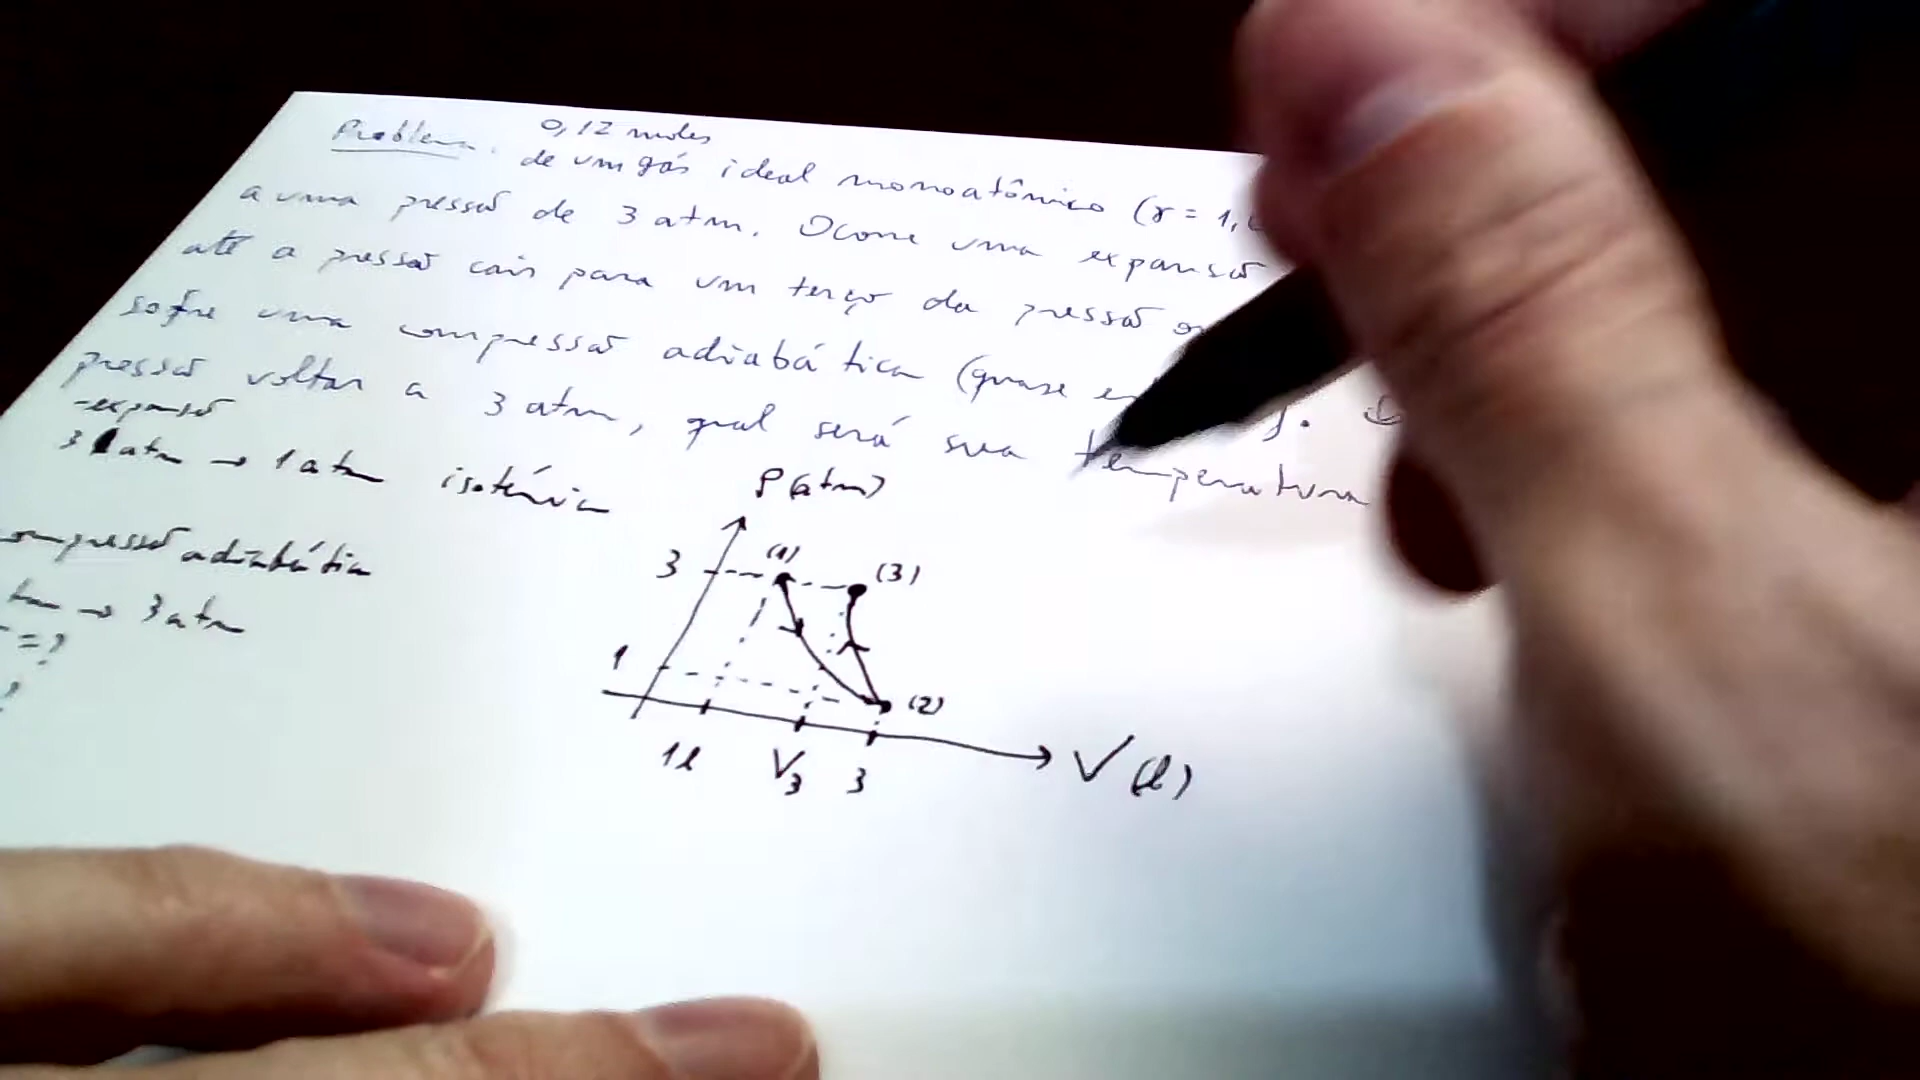 Problema. 0,12 moles
de um gás ideal monoatômico (γ = 1,
a uma pressão de 3 atm. Ocorre uma expansão
até a pressão cair para um terço da pressão
sofre uma compressão adiabática (quase
pressão voltar a 3 atm, qual será sua temperatura
-expansão
3 atm → 1 atm isotérmica
ompressão adiabática
tm → 3 atm
=?
?
P(atm)
3
(1)
(3)
1
(2)
1l
V3
3
V(l)